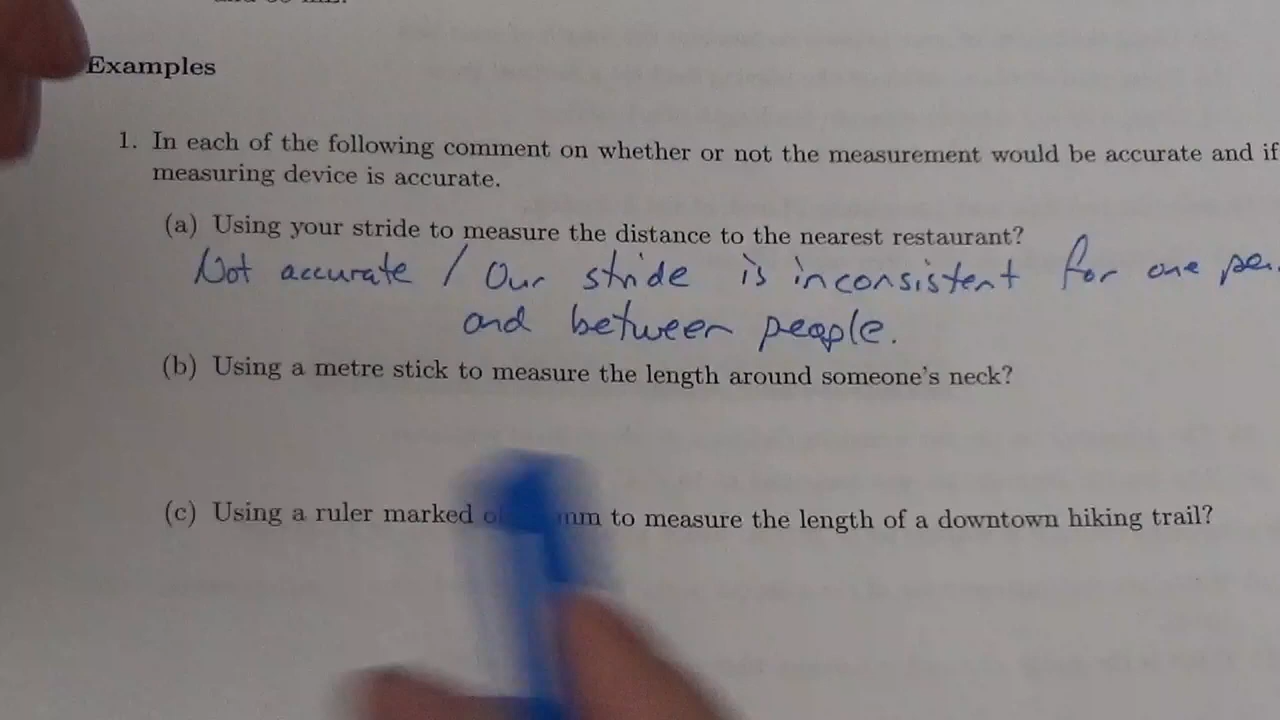 Examples
1. In each of the following comment on whether or not the measurement would be accurate and if
measuring device is accurate.
(a) Using your stride to measure the distance to the nearest restaurant?
Not accurate / Our stride is inconsistent for one
and between people.
(b) Using a metre stick to measure the length around someone's neck?
(c) Using a ruler marked mm to measure the length of a downtown hiking trail?